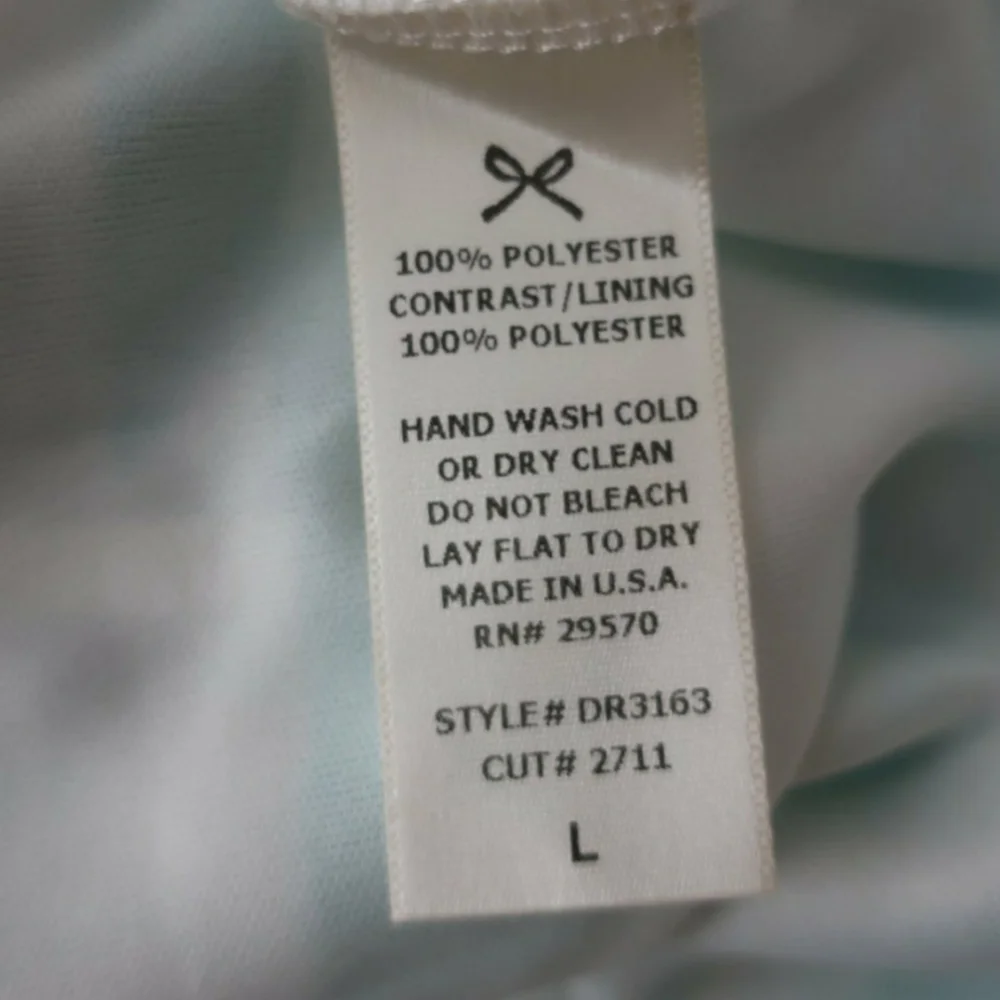 100% POLYESTER
CONTRAST/LINING
100% POLYESTER
HAND WASH COLD
OR DRY CLEAN
DO NOT BLEACH
LAY FLAT TO DRY
MADE IN U.S.A.
RN# 29570
STYLE# DR3163
CUT# 2711
L